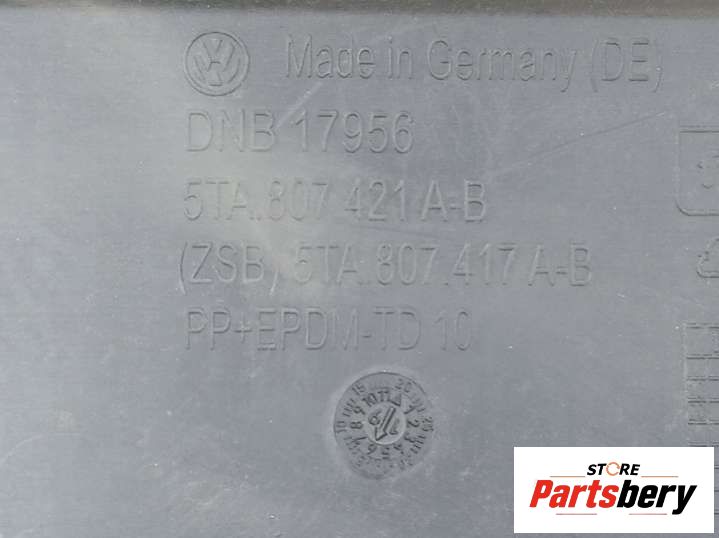 Made in Germany (DE)
DNB 17956
5TA.807 421 A-B
(ZSB) 5TA.807.417 A-B
PP+EPDM-TD 10
STORE
Partsbery